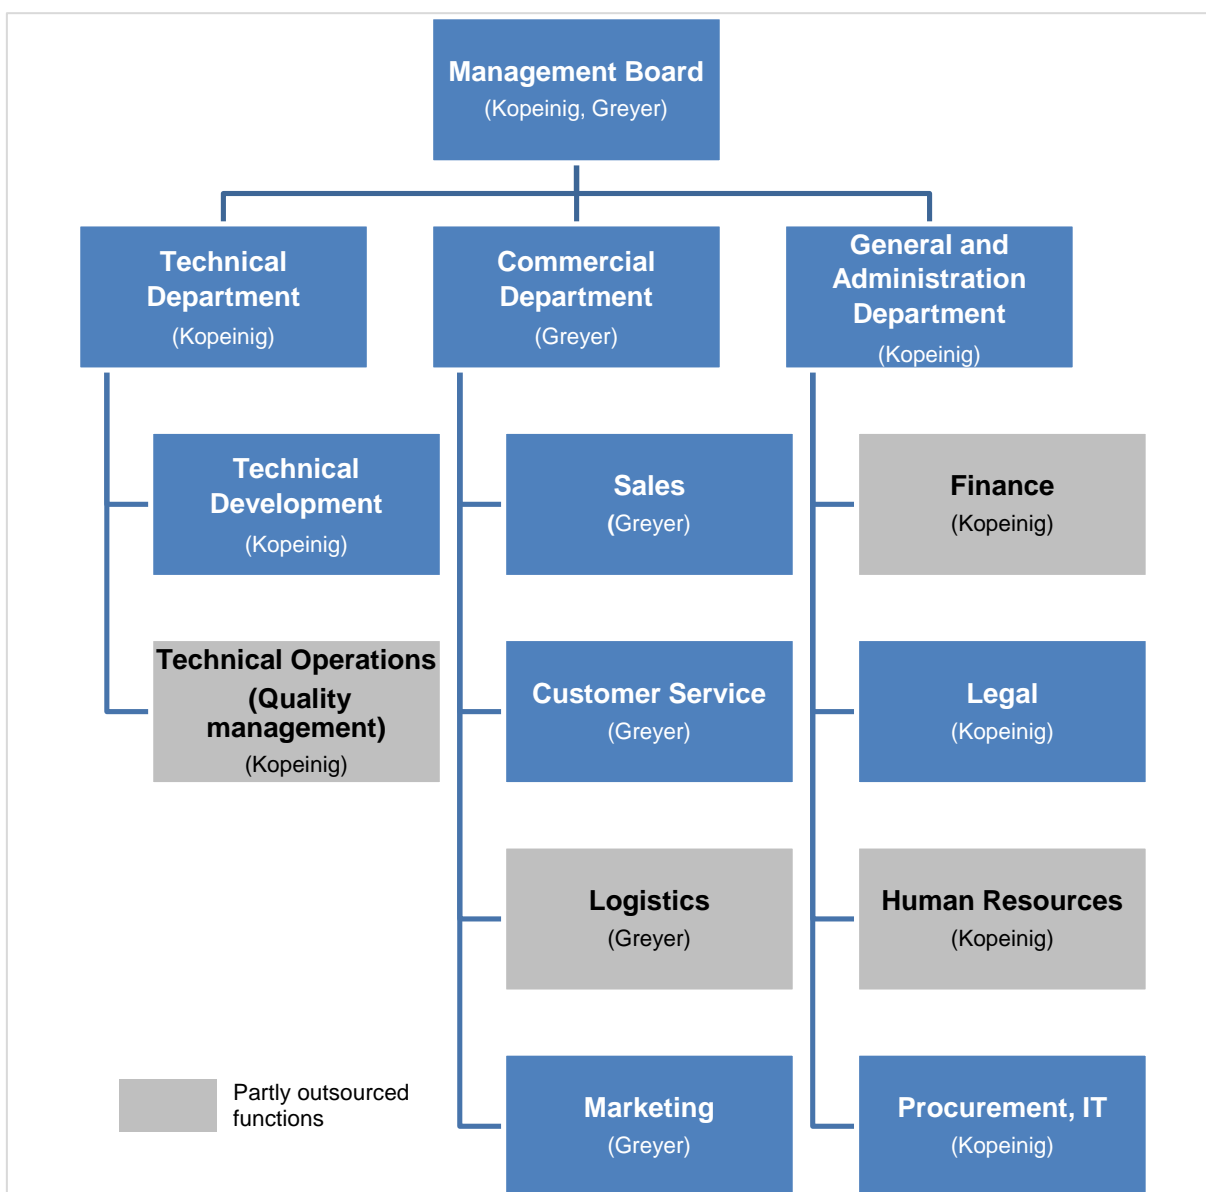 Management Board
(Kopeinig, Greyer)
Technical
Department
(Kopeinig)
Commercial
Department
(Greyer)
General and
Administration
Department
(Kopeinig)
Technical
Development
(Kopeinig)
Sales
(Greyer)
Finance
(Kopeinig)
Technical Operations
(Quality
management)
(Kopeinig)
Customer Service
(Greyer)
Legal
(Kopeinig)
Logistics
(Greyer)
Human Resources
(Kopeinig)
Partly outsourced
functions
Marketing
(Greyer)
Procurement, IT
(Kopeinig)